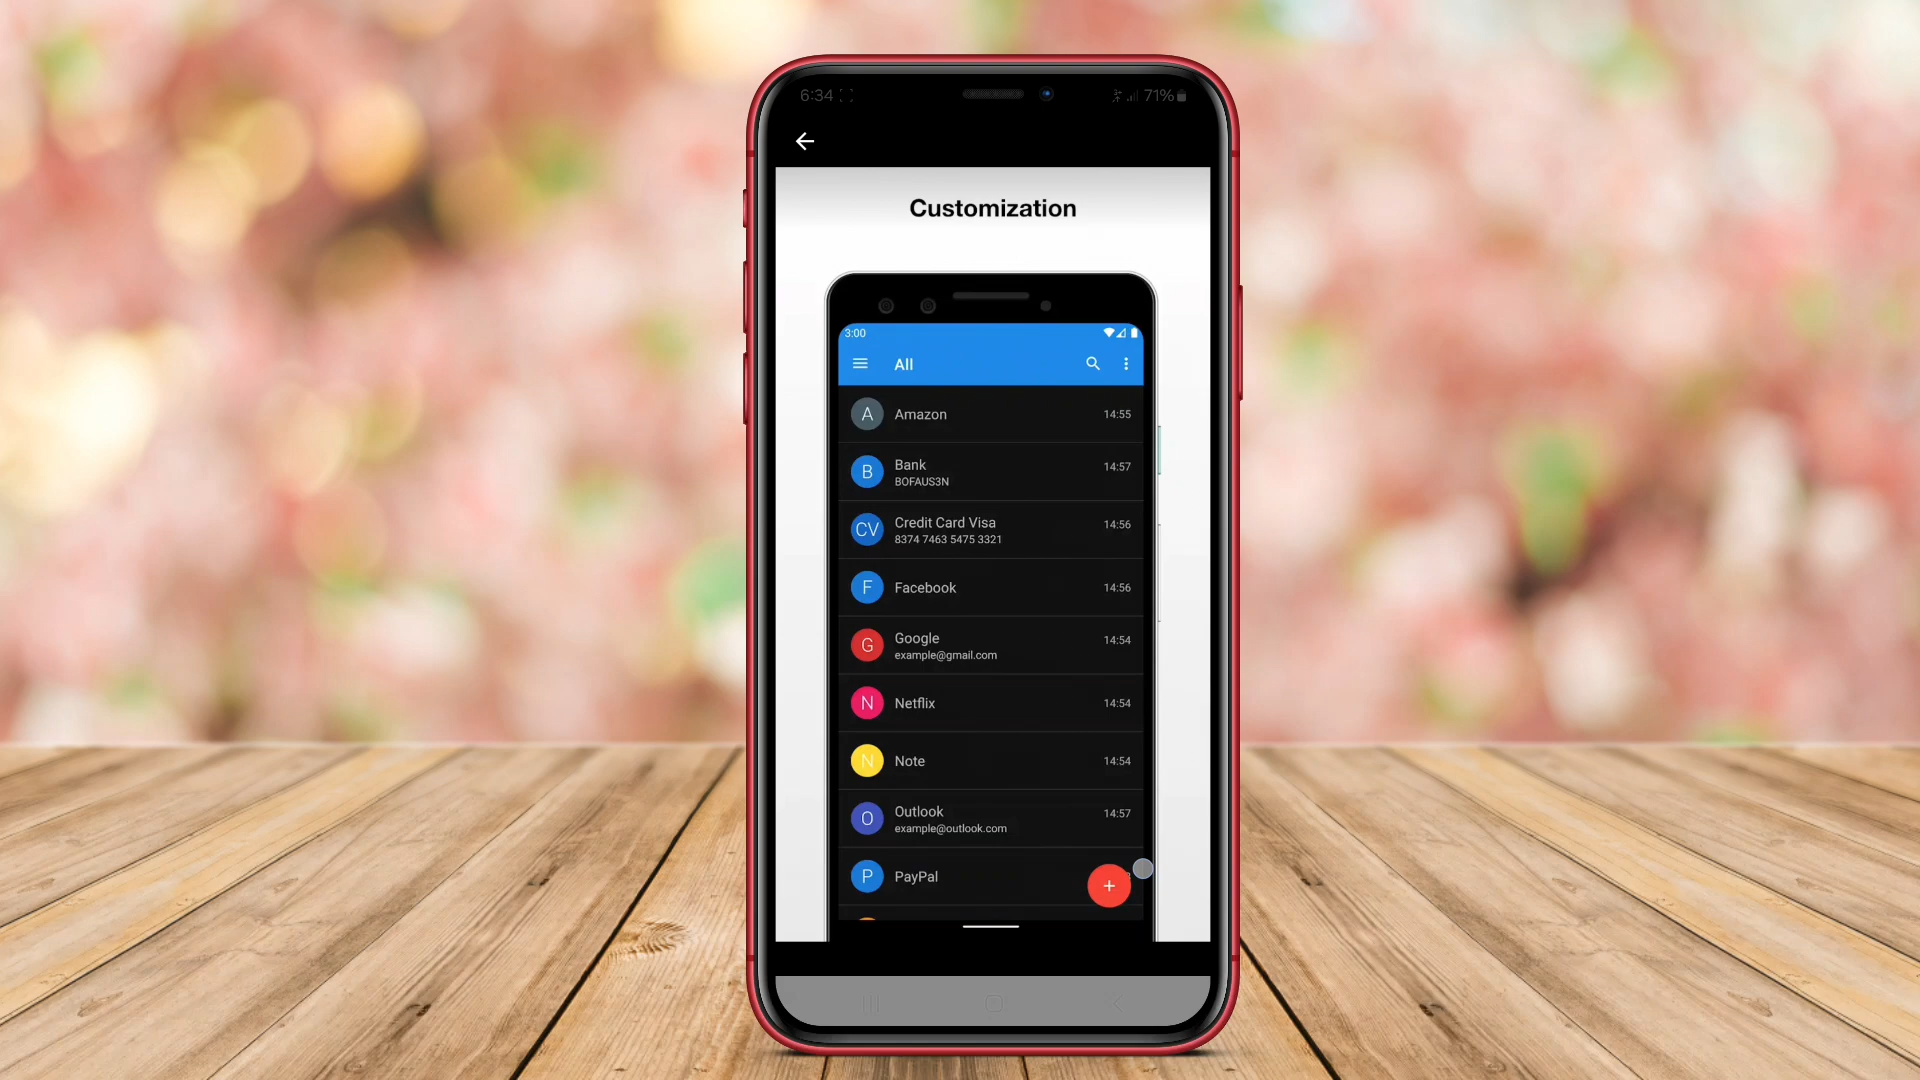 6:34 71%
Customization
3:00
All
A Amazon 14:55
B Bank 14:57
BOFAUS3N
CV Credit Card Visa 14:56
8374 7463 5475 3321
F Facebook 14:56
G Google 14:54
example@gmail.com
N Netflix 14:54
N Note 14:54
O Outlook 14:57
example@outlook.com
P PayPal
+